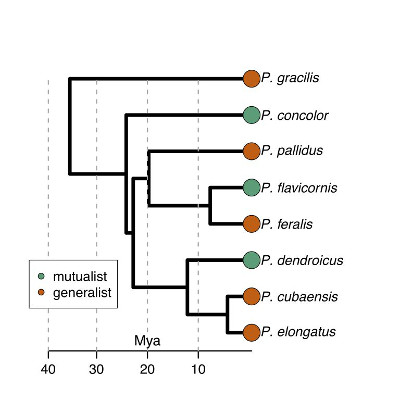 P. gracilis
P. concolor
P. pallidus
P. flavicornis
P. feralis
P. dendroicus
mutualist
P. cubaensis
generalist
P. elongatus
Mya
40 30 20 10